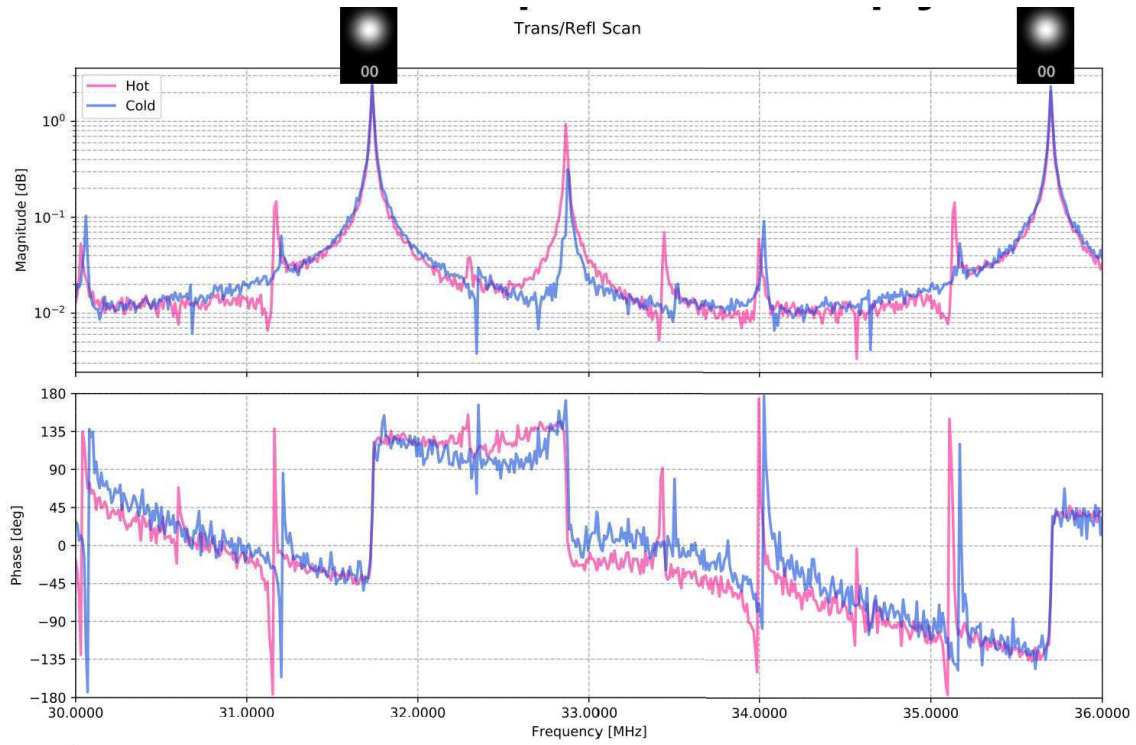 Trans/Refl Scan
00
00
Hot
Cold
Magnitude [dB]
10⁰
10⁻¹
10⁻²
Phase [deg]
180
135
90
45
0
−45
−90
−135
−180
30.0000 31.0000 32.0000 33.0000 34.0000 35.0000 36.0000
Frequency [MHz]